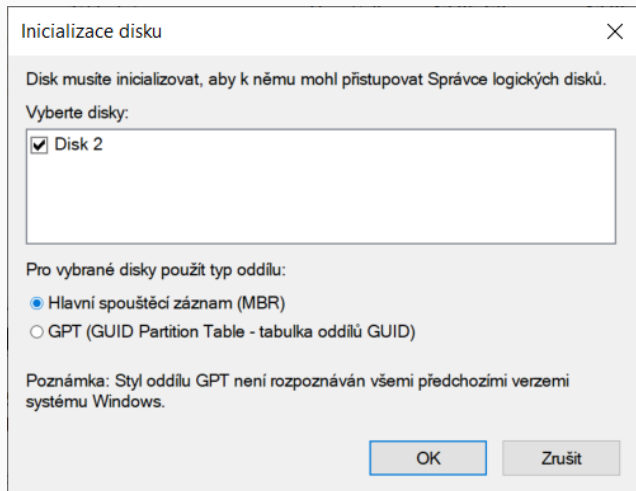 Inicializace disku
Disk musíte inicializovat, aby k němu mohl přistupovat Správce logických disků.
Vyberte disky:
Disk 2
Pro vybrané disky použít typ oddílu:
Hlavní spouštěcí záznam (MBR)
GPT (GUID Partition Table - tabulka oddílů GUID)
Poznámka: Styl oddílu GPT není rozpoznáván všemi předchozími verzemi
systému Windows.
OK
Zrušit